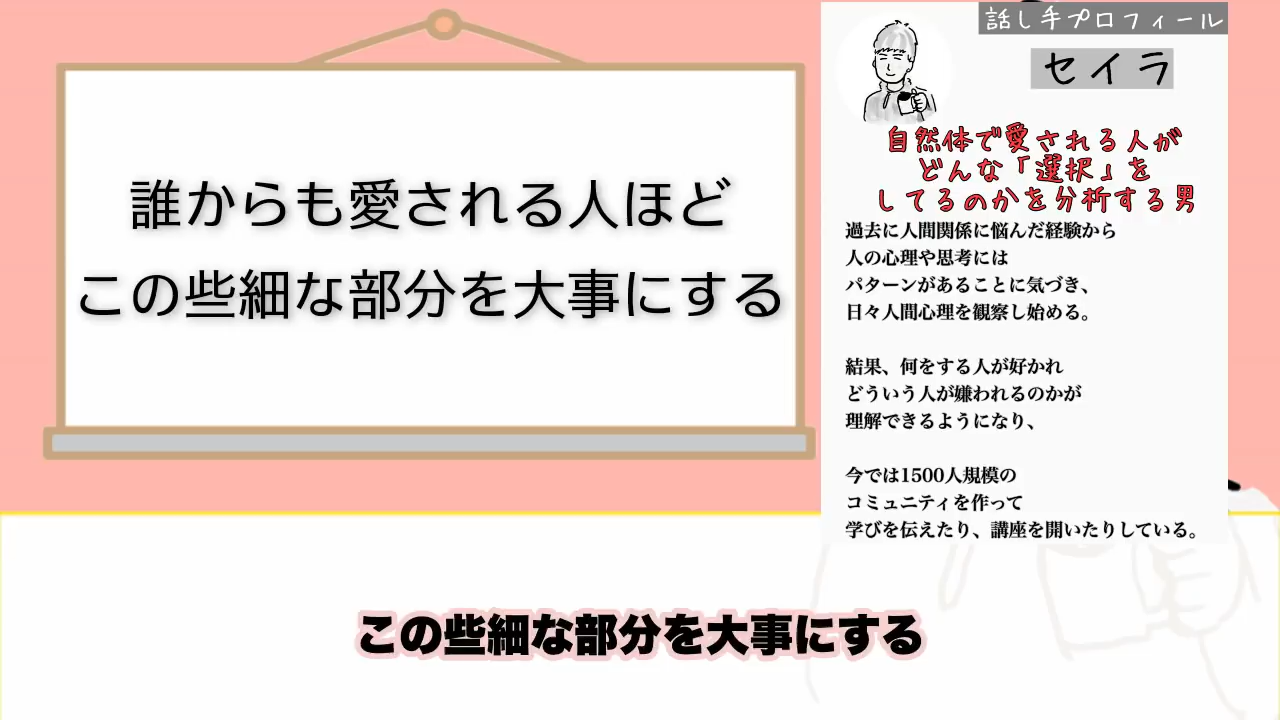 誰からも愛される人ほど
この些細な部分を大事にする
話し手プロフィール
セイラ
自然体で愛される人が
どんな「選択」を
してるのかを分析する男
過去に人間関係に悩んだ経験から
人の心理や思考には
パターンがあることに気づき、
日々人間心理を観察し始める。
結果、何をする人が好かれ
どういう人が嫌われるのかが
理解できるようになり、
今では1500人規模の
コミュニティを作って
学びを伝えたり、講座を開いたりしている。
この些細な部分を大事にする